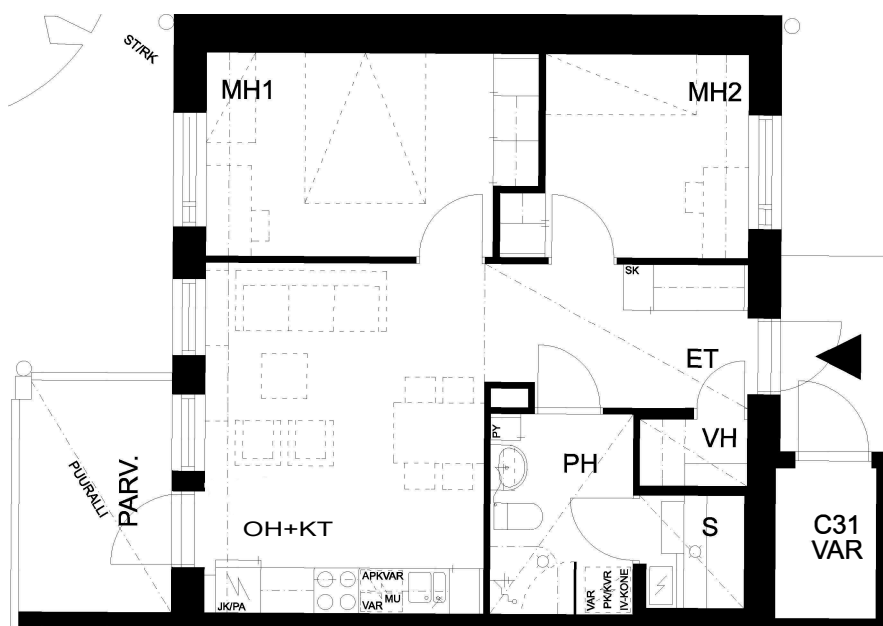 ST/RK
MH1
MH2
SK
ET
PY
PH
VH
PUURALLI
PARV.
OH+KT
S
C31
VAR
JK/PA
APKVAR
VAR
MU
VAR
PK/KVR
IV-KONE